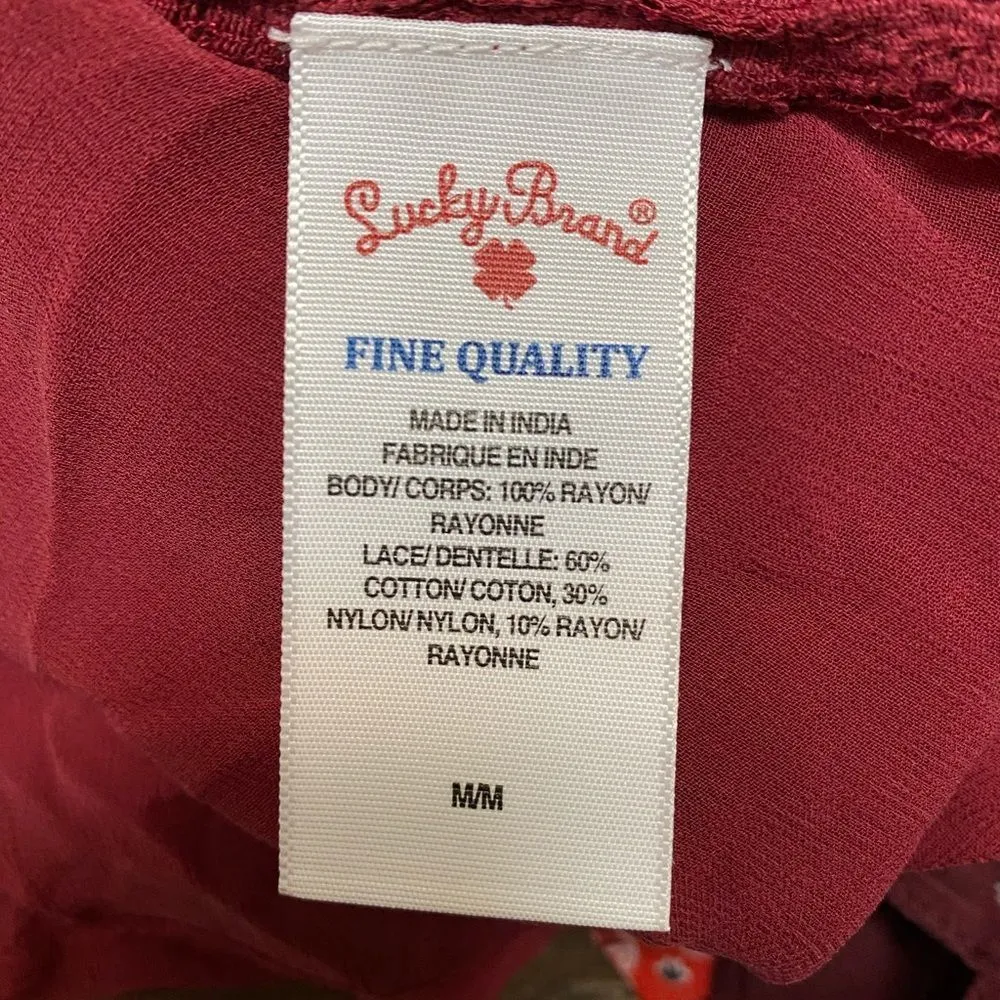 Lucky Brand®
FINE QUALITY
MADE IN INDIA
FABRIQUE EN INDE
BODY/ CORPS: 100% RAYON/
RAYONNE
LACE/ DENTELLE: 60%
COTTON/ COTON, 30%
NYLON/ NYLON, 10% RAYON/
RAYONNE
M/M